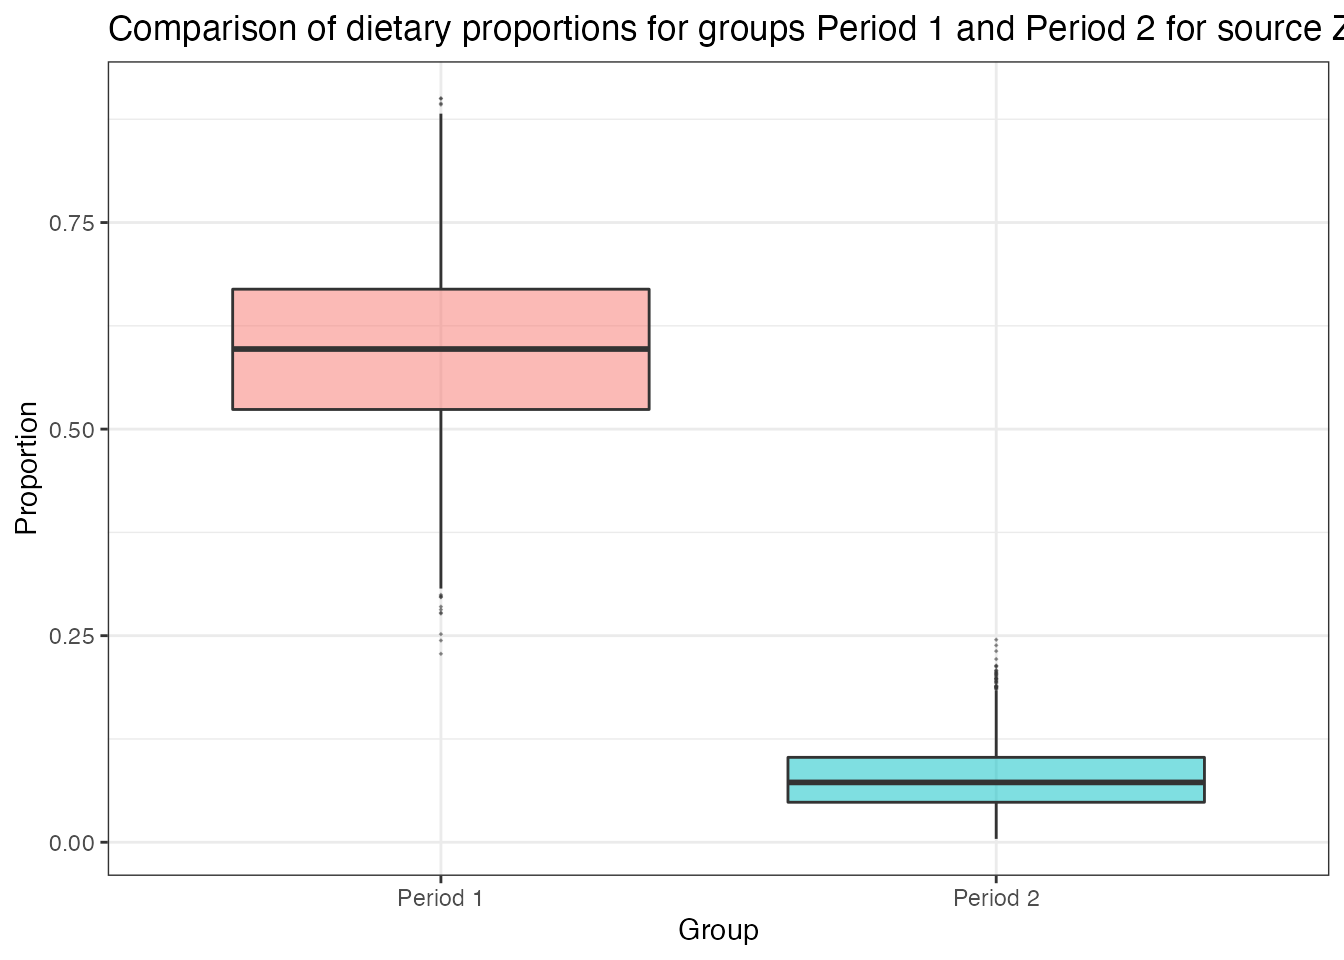 Comparison of dietary proportions for groups Period 1 and Period 2 for source Z
Proportion
0.75
0.50
0.25
0.00
Period 1 Period 2
Group